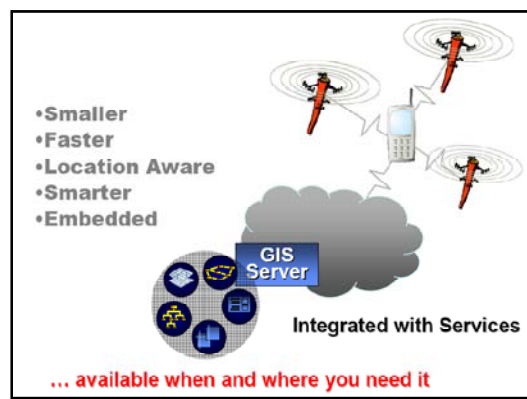 •Smaller
•Faster
•Location Aware
•Smarter
•Embedded
GIS
Server
Integrated with Services
... available when and where you need it